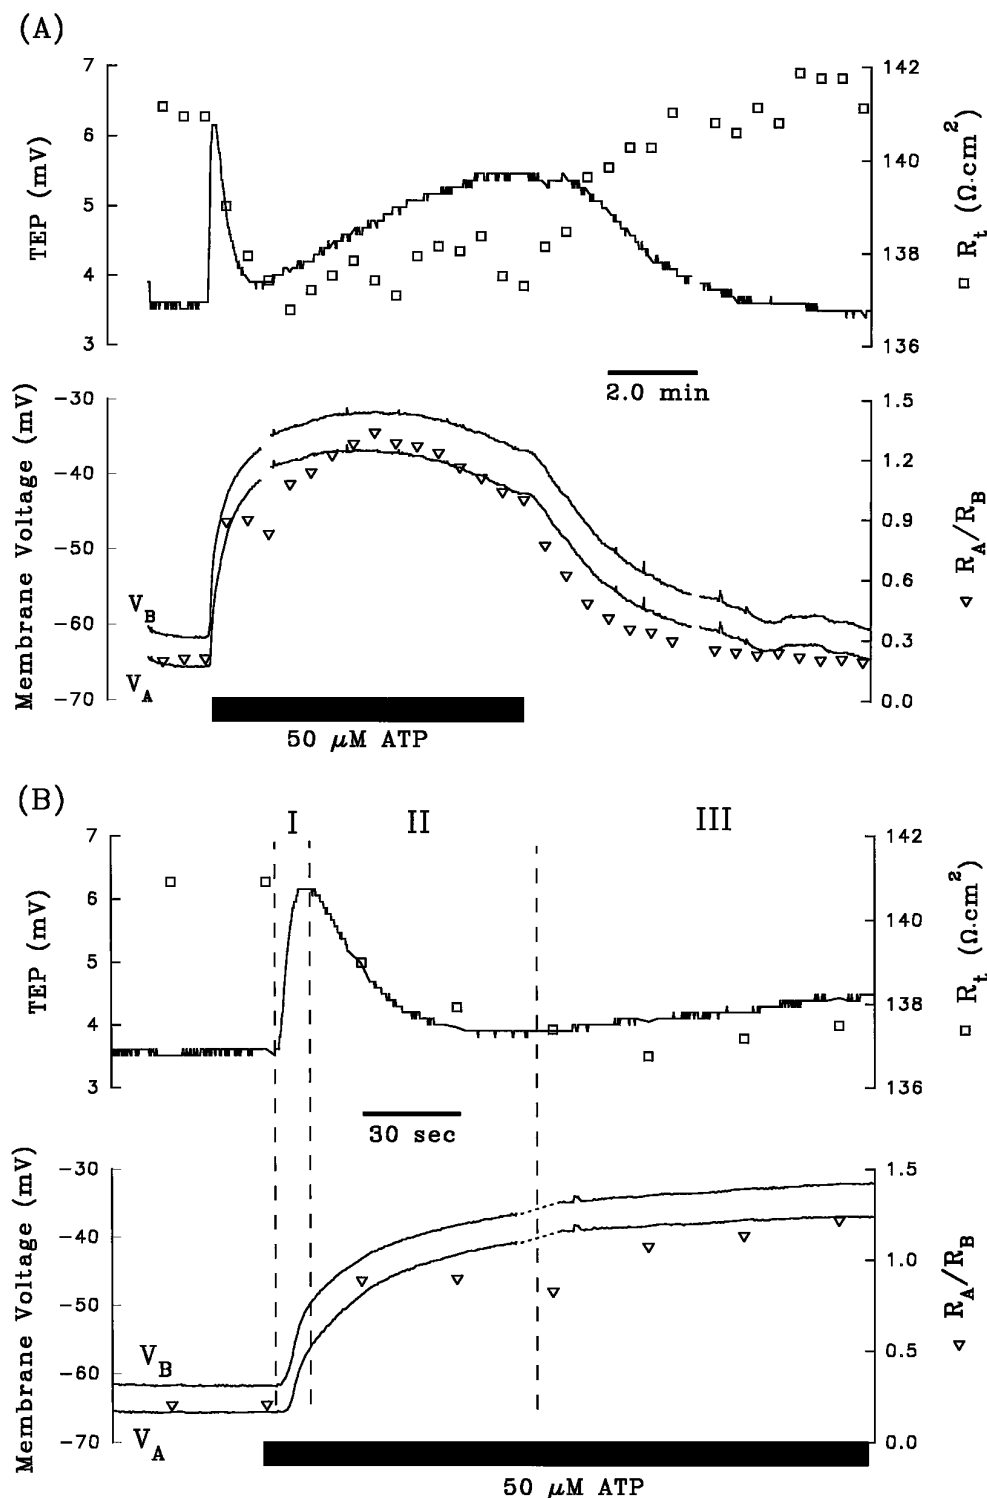 (A)
7
6
5
4
3
TEP (mV)
142
140
138
136
□ R_t (Ω·cm²)
2.0 min
-30
-40
-50
-60
-70
Membrane Voltage (mV)
V_B
V_A
1.5
1.2
0.9
0.6
0.3
0.0
▽ R_A/R_B
50 μM ATP
(B)
I
II
III
7
6
5
4
3
TEP (mV)
142
140
138
136
□ R_t (Ω·cm²)
30 sec
-30
-40
-50
-60
-70
Membrane Voltage (mV)
V_B
V_A
1.5
1.0
0.5
0.0
▽ R_A/R_B
50 μM ATP